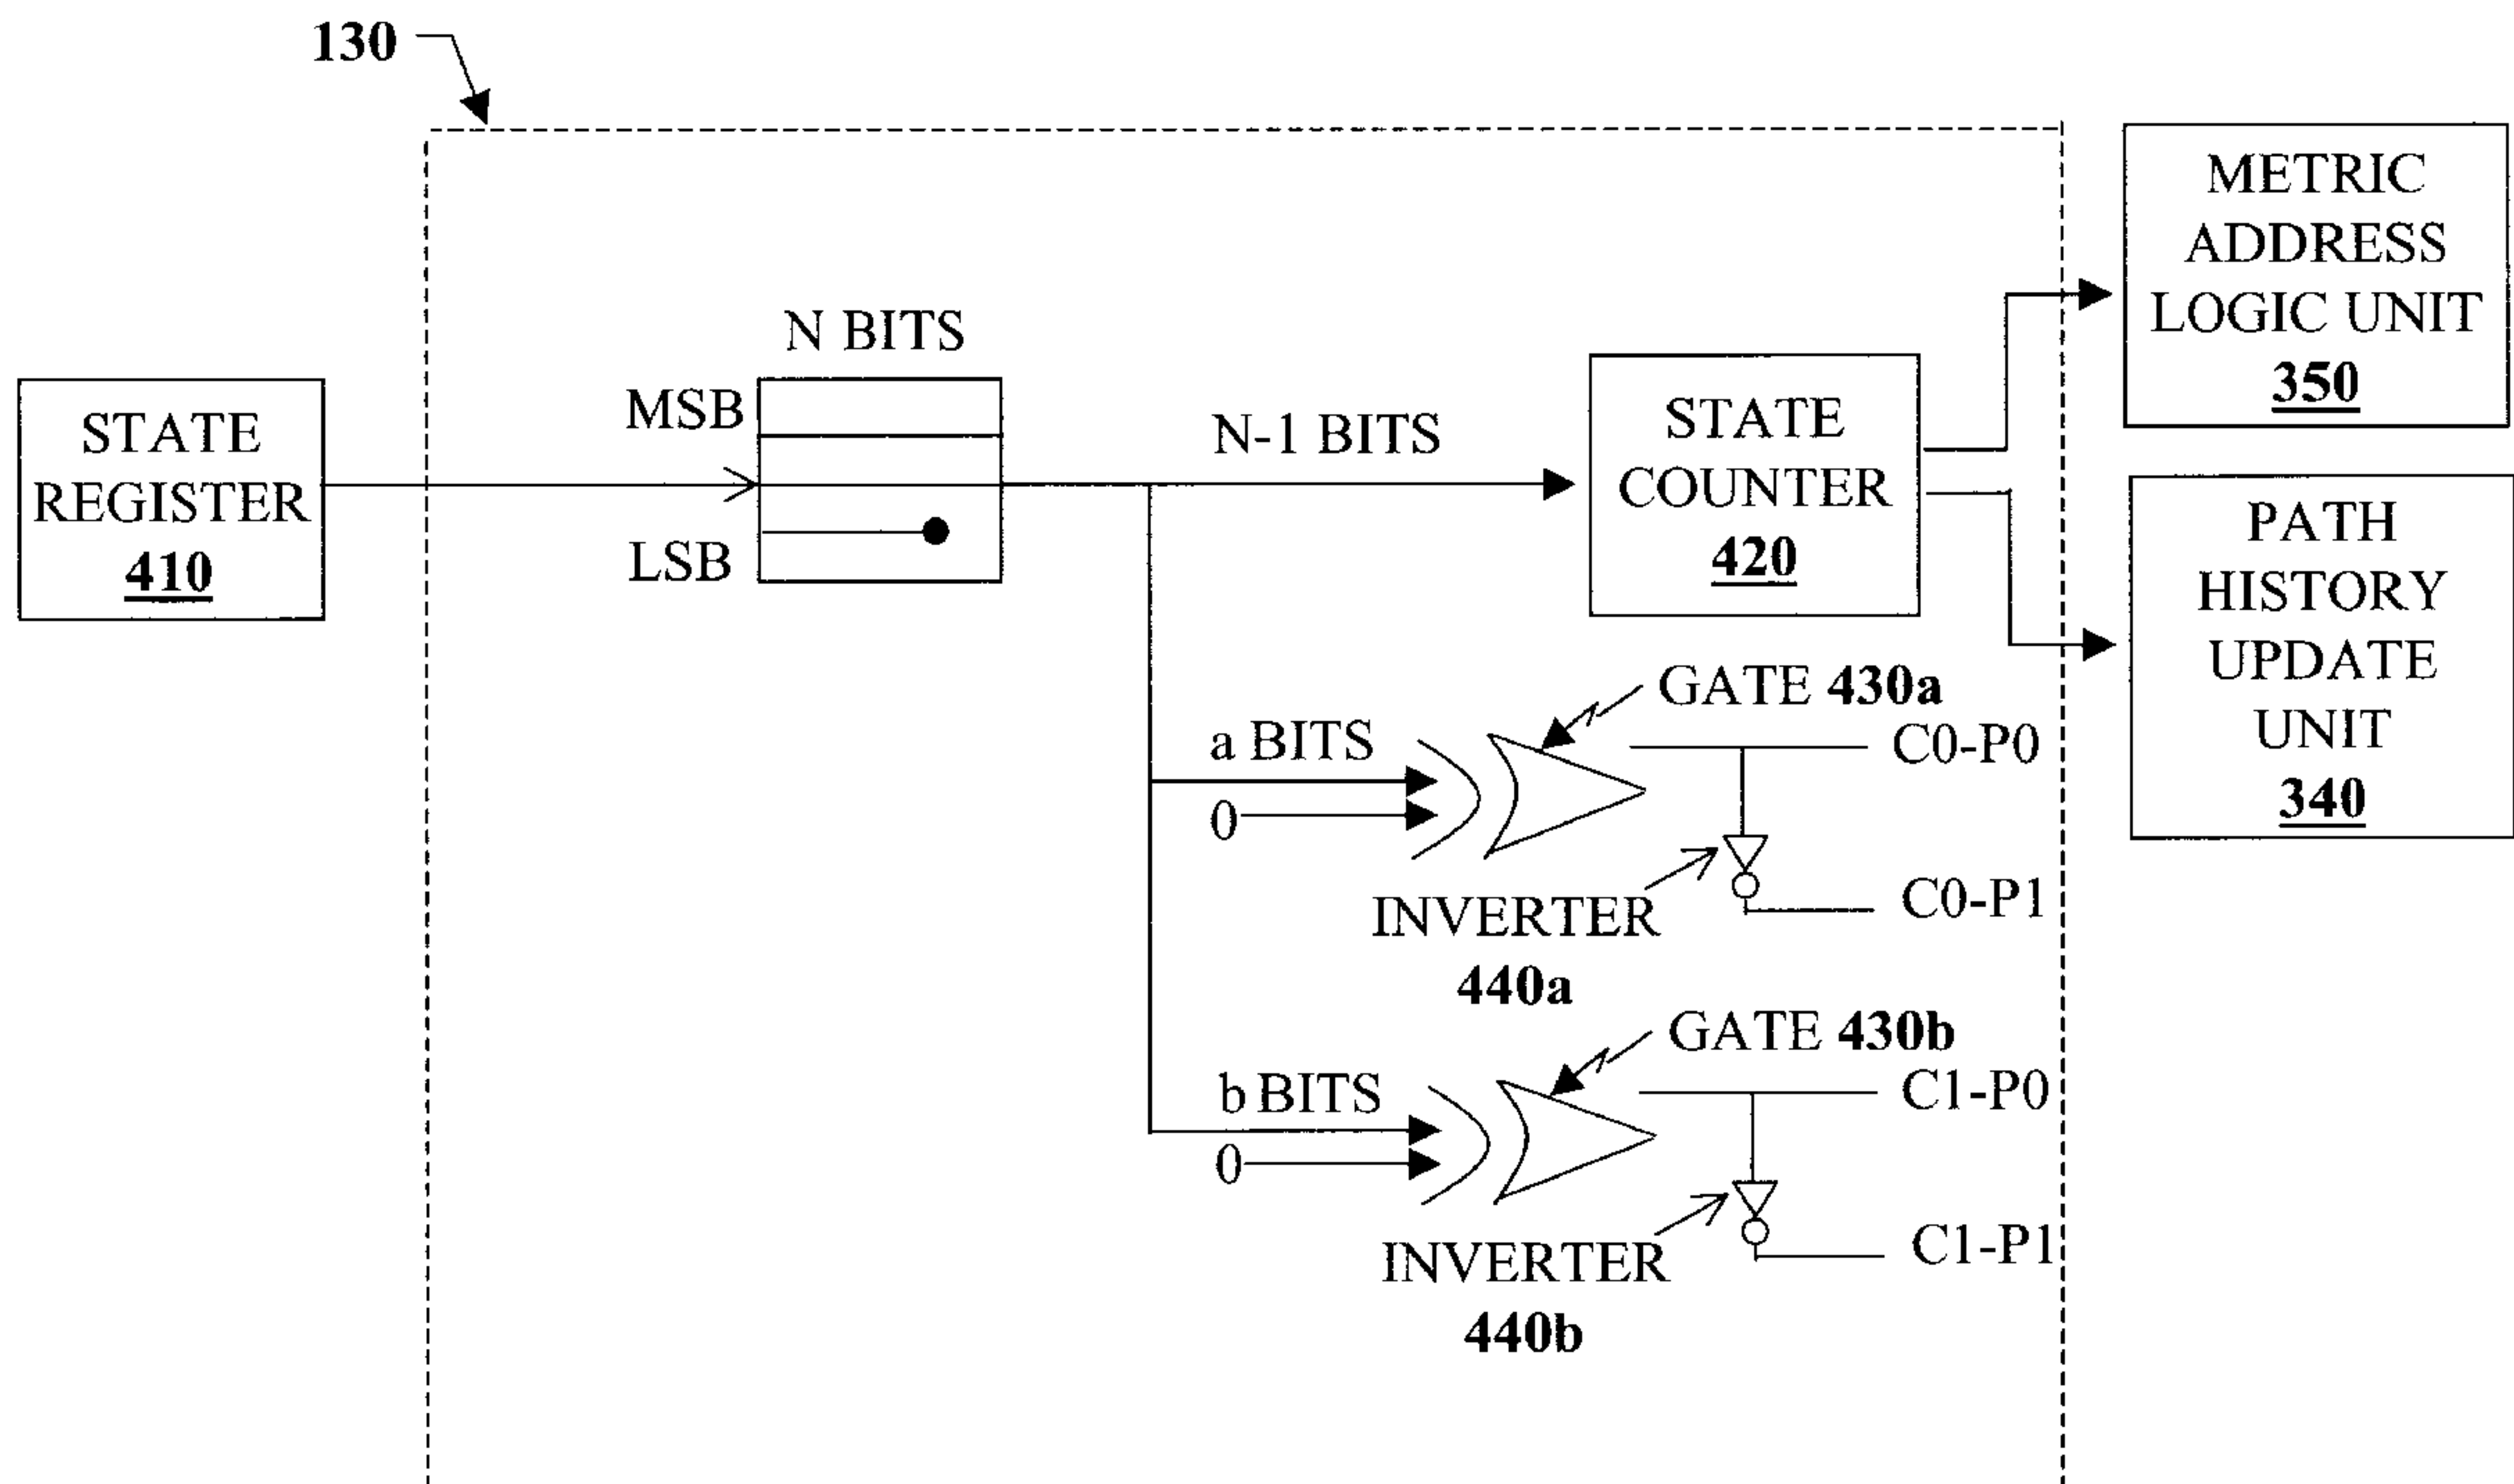 130
METRIC
ADDRESS
LOGIC UNIT
350
N BITS
MSB
LSB
STATE
REGISTER
410
N-1 BITS
STATE
COUNTER
420
PATH
HISTORY
UPDATE
UNIT
340
GATE 430a
a BITS
0
C0-P0
INVERTER
440a
C0-P1
GATE 430b
b BITS
0
C1-P0
INVERTER
440b
C1-P1